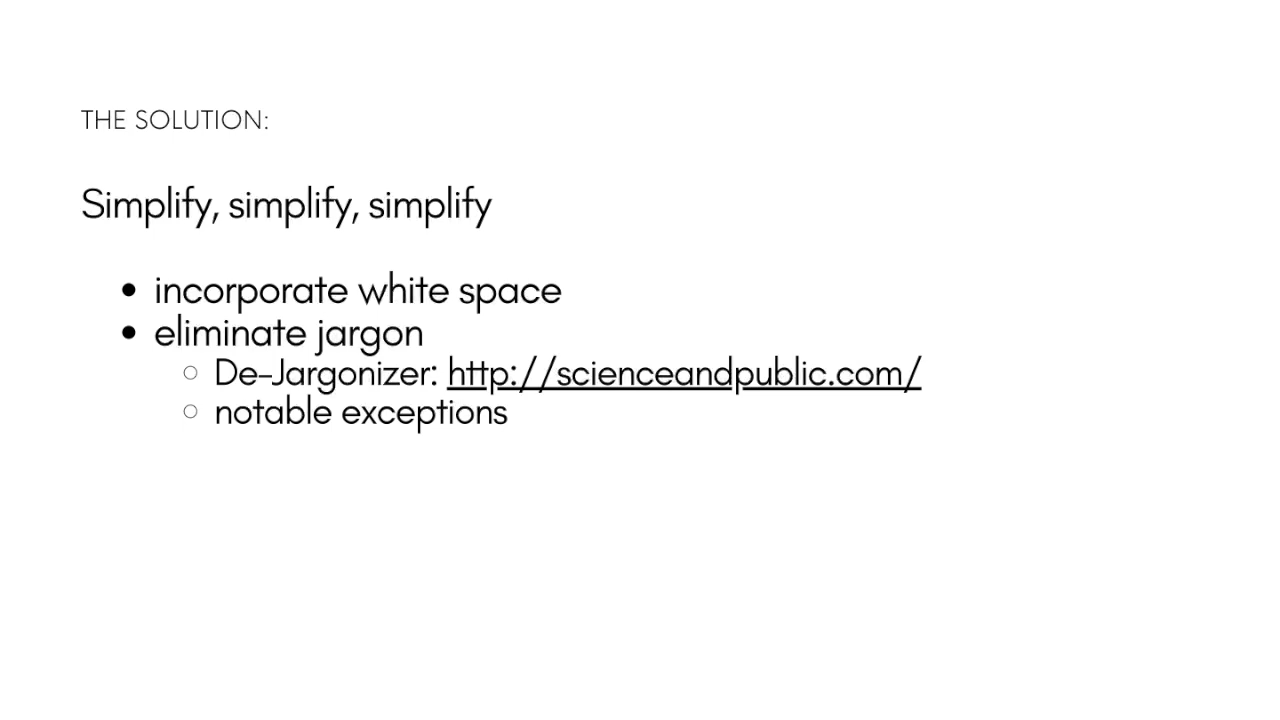 THE SOLUTION:
Simplify, simplify, simplify
• incorporate white space
• eliminate jargon
○ De-Jargonizer: http://scienceandpublic.com/
○ notable exceptions